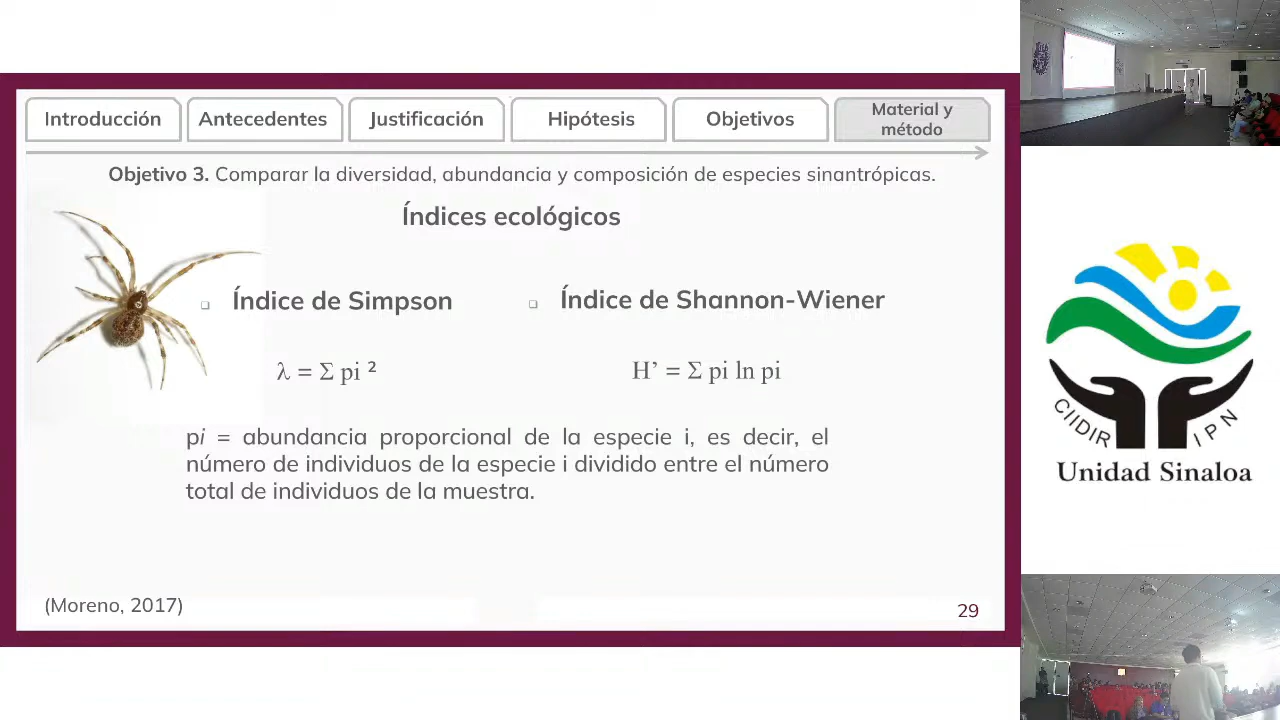 Introducción
Antecedentes
Justificación
Hipótesis
Objetivos
Material y
método
Objetivo 3. Comparar la diversidad, abundancia y composición de especies sinantrópicas.
Índices ecológicos
Índice de Simpson
Índice de Shannon-Wiener
λ = Σ pi ²
H’ = Σ pi ln pi
pi = abundancia proporcional de la especie i, es decir, el
número de individuos de la especie i dividido entre el número
total de individuos de la muestra.
(Moreno, 2017)
29
CIIDIR IPN
Unidad Sinaloa